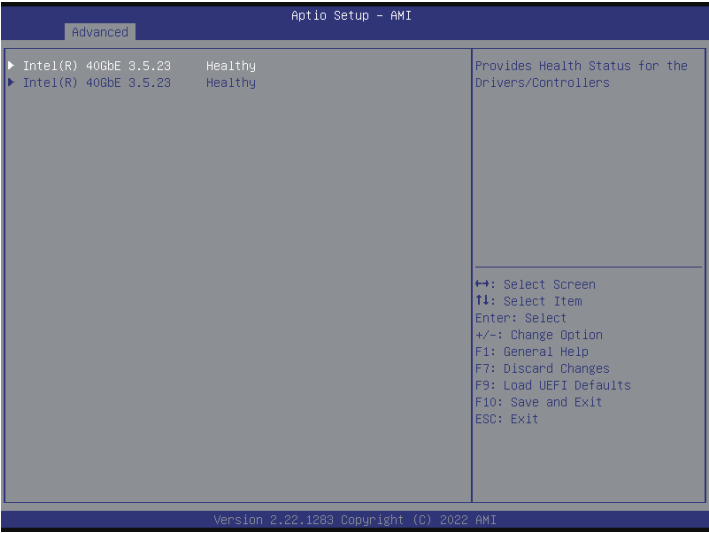 Aptio Setup – AMI
Advanced
▶ Intel(R) 40GbE 3.5.23 Healthy
▶ Intel(R) 40GbE 3.5.23 Healthy
Provides Health Status for the
Drivers/Controllers
↔: Select Screen
↑↓: Select Item
Enter: Select
+/-: Change Option
F1: General Help
F7: Discard Changes
F9: Load UEFI Defaults
F10: Save and Exit
ESC: Exit
Version 2.22.1283 Copyright (C) 2022 AMI